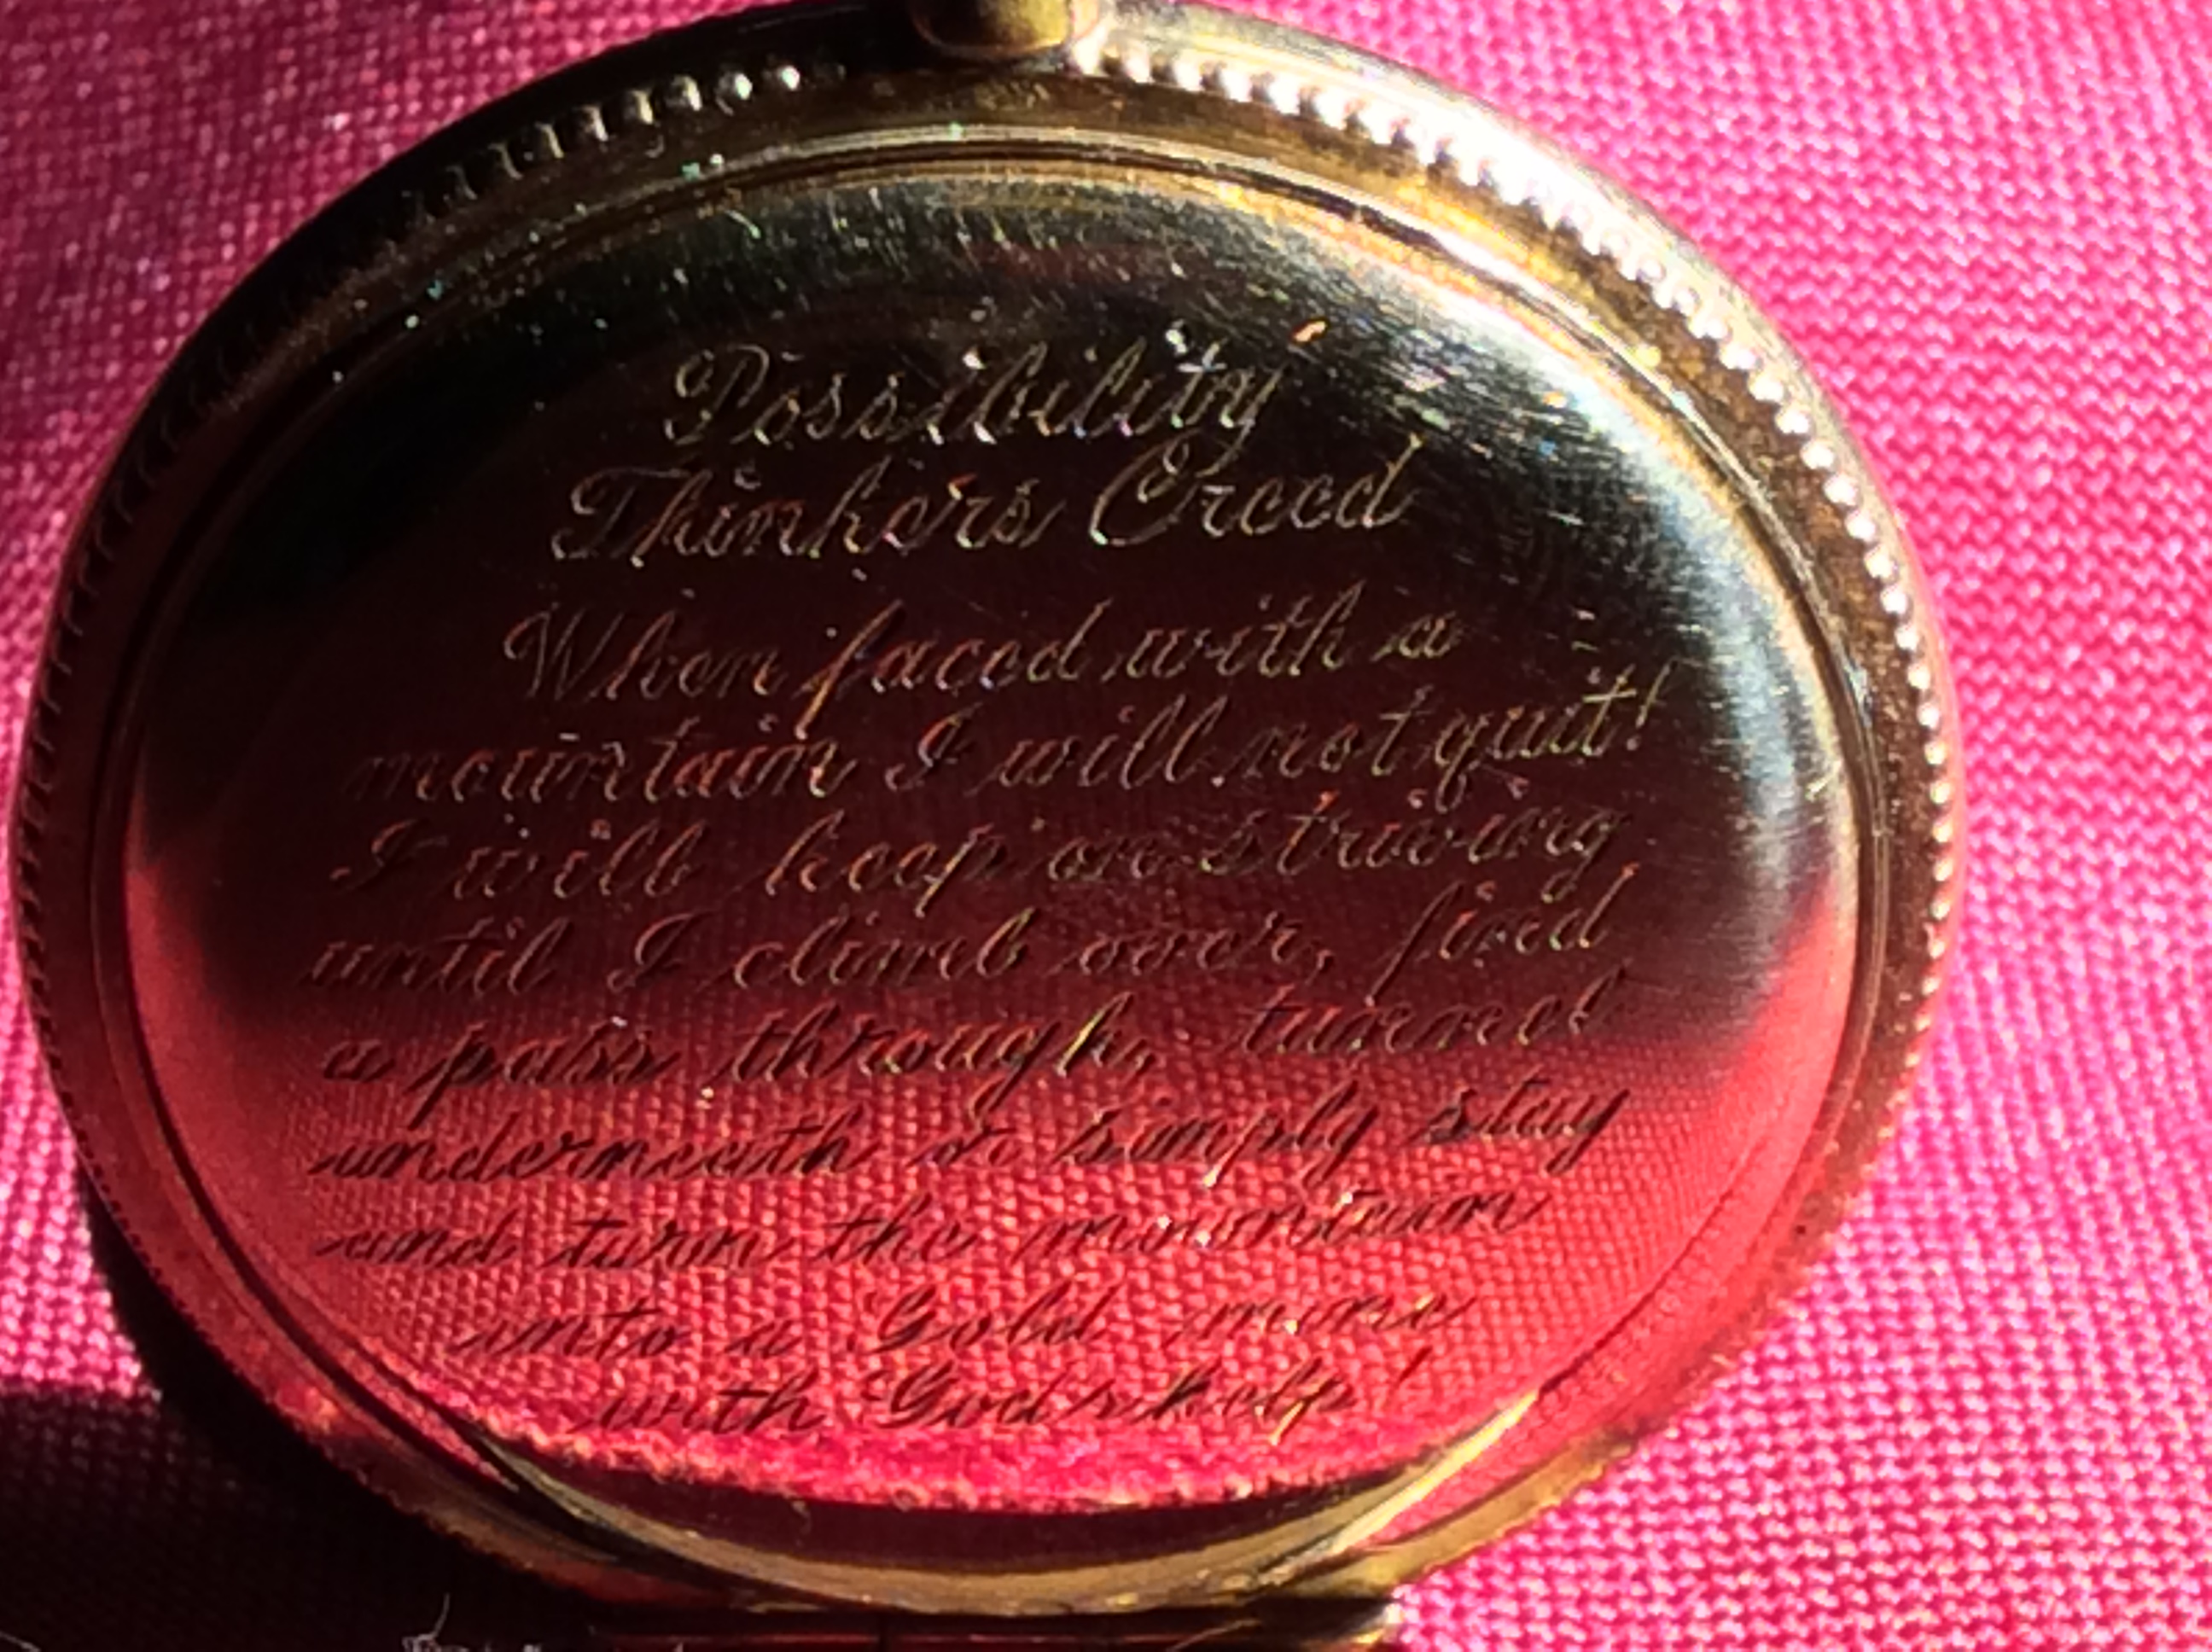 Possibility
Thinkers Creed
When faced with a
mountain I will not quit!
I will keep on striving
until I climb over, find
a pass through, tunnel
underneath or simply stay
and turn the mountain
into a Gold mine
with God's help!